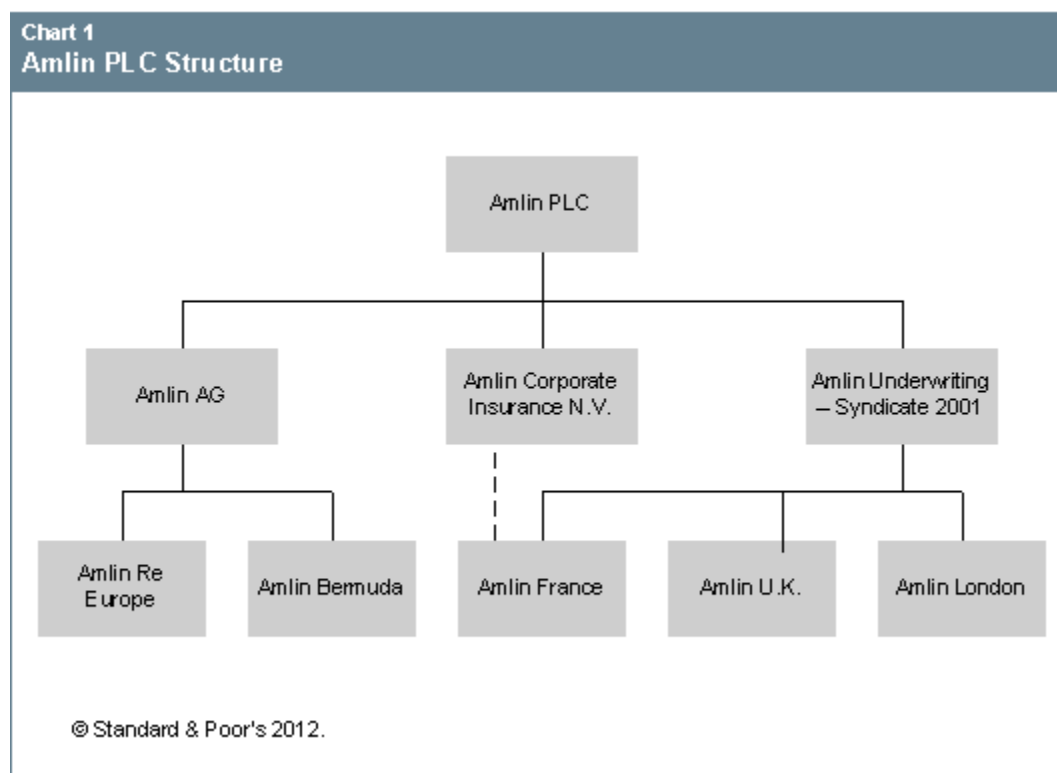 Chart 1
Amlin PLC Structure
Amlin PLC
Amlin AG
Amlin Corporate
Insurance N.V.
Amlin Underwriting
– Syndicate 2001
Amlin Re
Europe
Amlin Bermuda
Amlin France
Amlin U.K.
Amlin London
© Standard & Poor's 2012.